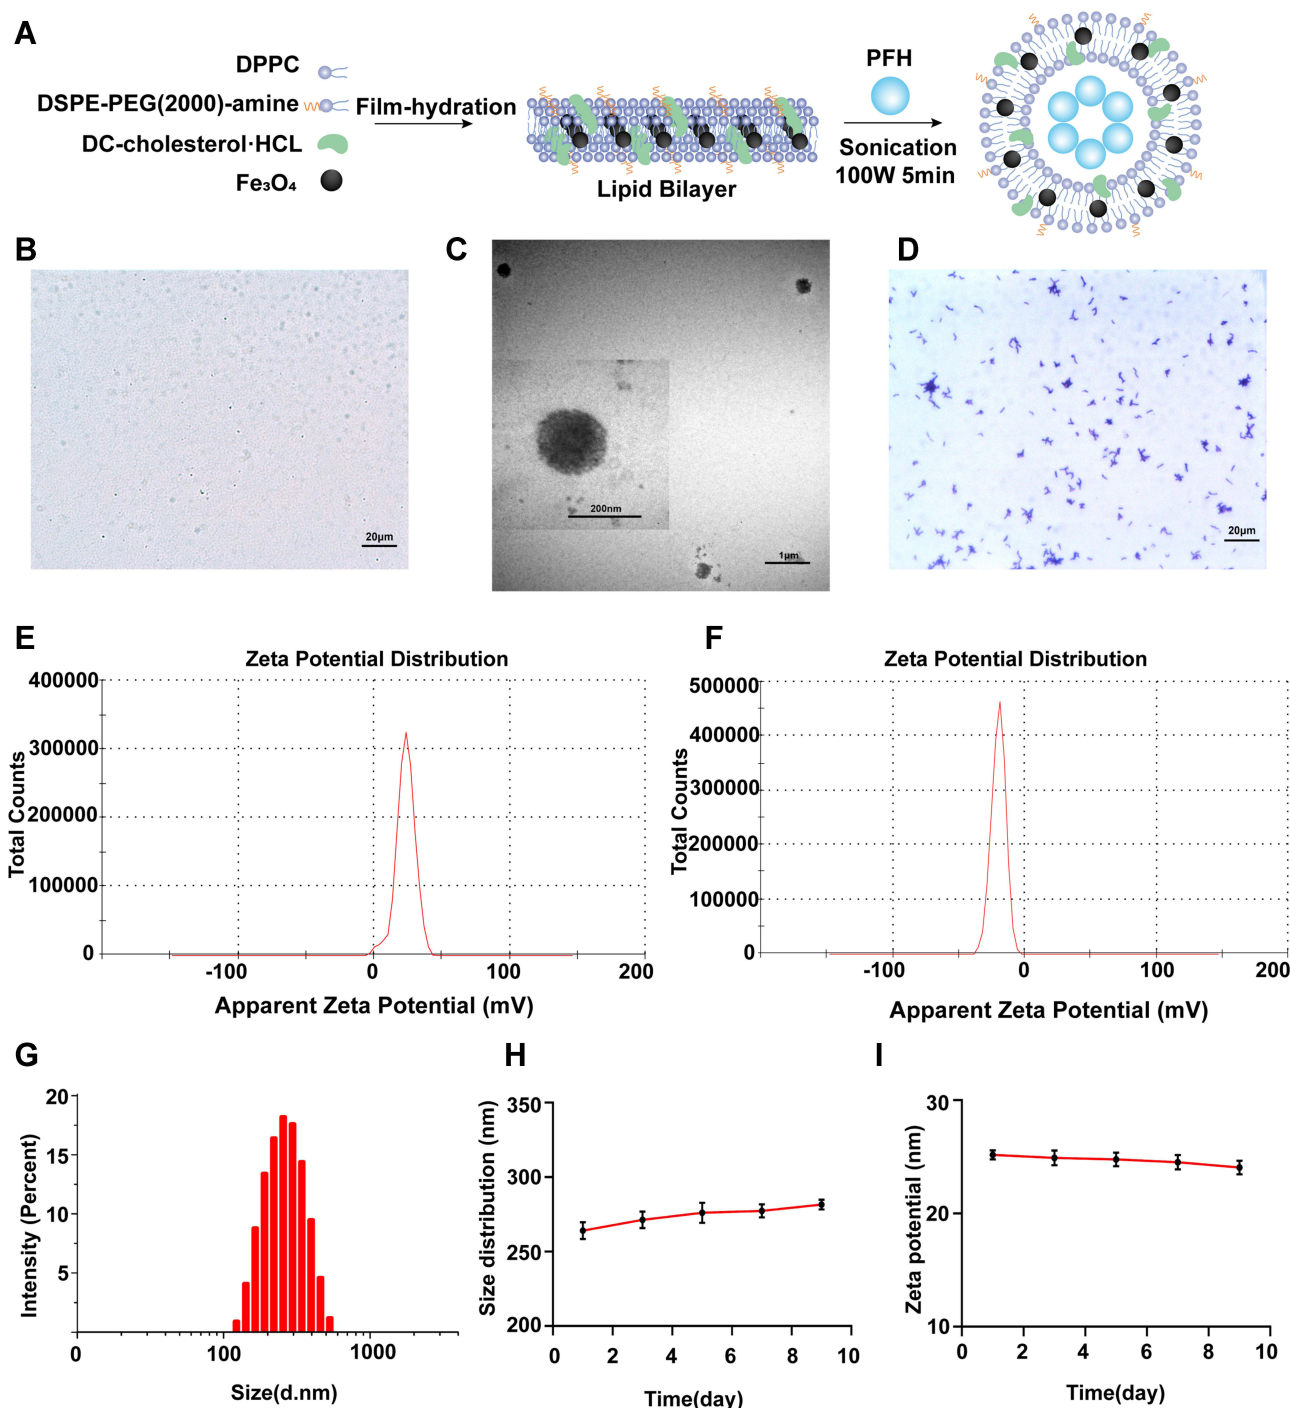 A
DPPC
DSPE-PEG(2000)-amine
DC-cholesterol·HCL
Fe₃O₄
Film-hydration
Lipid Bilayer
PFH
Sonication
100W 5min
B
20μm
C
200nm
1μm
D
20μm
E
Zeta Potential Distribution
Total Counts
400000
300000
200000
100000
0
-100
0
100
200
Apparent Zeta Potential (mV)
F
Zeta Potential Distribution
Total Counts
500000
400000
300000
200000
100000
0
-100
0
100
200
Apparent Zeta Potential (mV)
G
Intensity (Percent)
20
15
10
5
0
100
1000
Size(d.nm)
H
Size distribution (nm)
350
300
250
200
0
2
4
6
8
10
Time(day)
I
Zeta potential (nm)
30
20
10
0
2
4
6
8
10
Time(day)